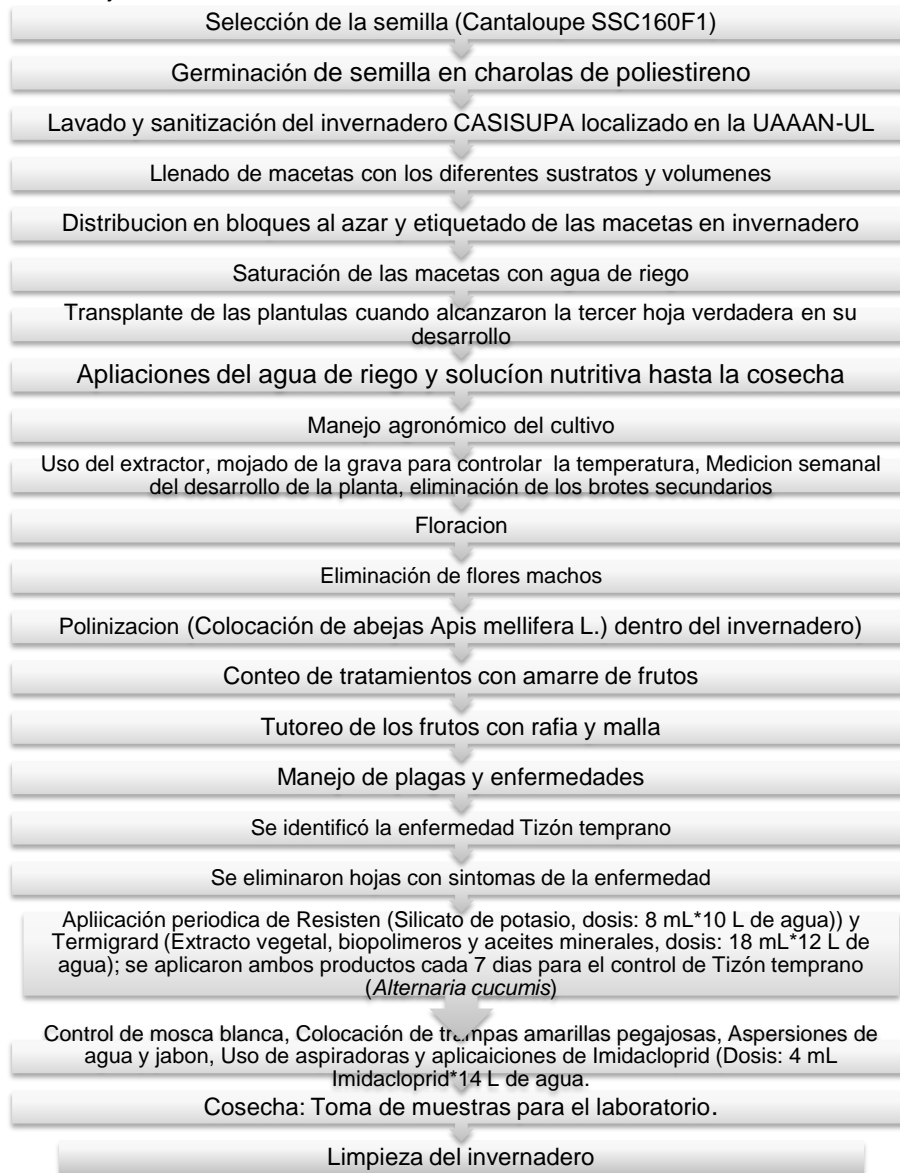 Selección de la semilla (Cantaloupe SSC160F1)
Germinación de semilla en charolas de poliestireno
Lavado y sanitización del invernadero CASISUPA localizado en la UAAAN-UL
Llenado de macetas con los diferentes sustratos y volumenes
Distribucion en bloques al azar y etiquetado de las macetas en invernadero
Saturación de las macetas con agua de riego
Transplante de las plantulas cuando alcanzaron la tercer hoja verdadera en su
desarrollo
Apliaciones del agua de riego y solucíon nutritiva hasta la cosecha
Manejo agronómico del cultivo
Uso del extractor, mojado de la grava para controlar la temperatura, Medicion semanal
del desarrollo de la planta, eliminación de los brotes secundarios
Floracion
Eliminación de flores machos
Polinizacion (Colocación de abejas Apis mellifera L.) dentro del invernadero)
Conteo de tratamientos con amarre de frutos
Tutoreo de los frutos con rafia y malla
Manejo de plagas y enfermedades
Se identificó la enfermedad Tizón temprano
Se eliminaron hojas con sintomas de la enfermedad
Apliicación periodica de Resisten (Silicato de potasio, dosis: 8 mL*10 L de agua)) y
Termigrard (Extracto vegetal, biopolimeros y aceites minerales, dosis: 18 mL*12 L de
agua); se aplicaron ambos productos cada 7 dias para el control de Tizón temprano
(Alternaria cucumis)
Control de mosca blanca, Colocación de trampas amarillas pegajosas, Aspersiones de
agua y jabon, Uso de aspiradoras y aplicaiciones de Imidacloprid (Dosis: 4 mL
Imidacloprid*14 L de agua.
Cosecha: Toma de muestras para el laboratorio.
Limpieza del invernadero